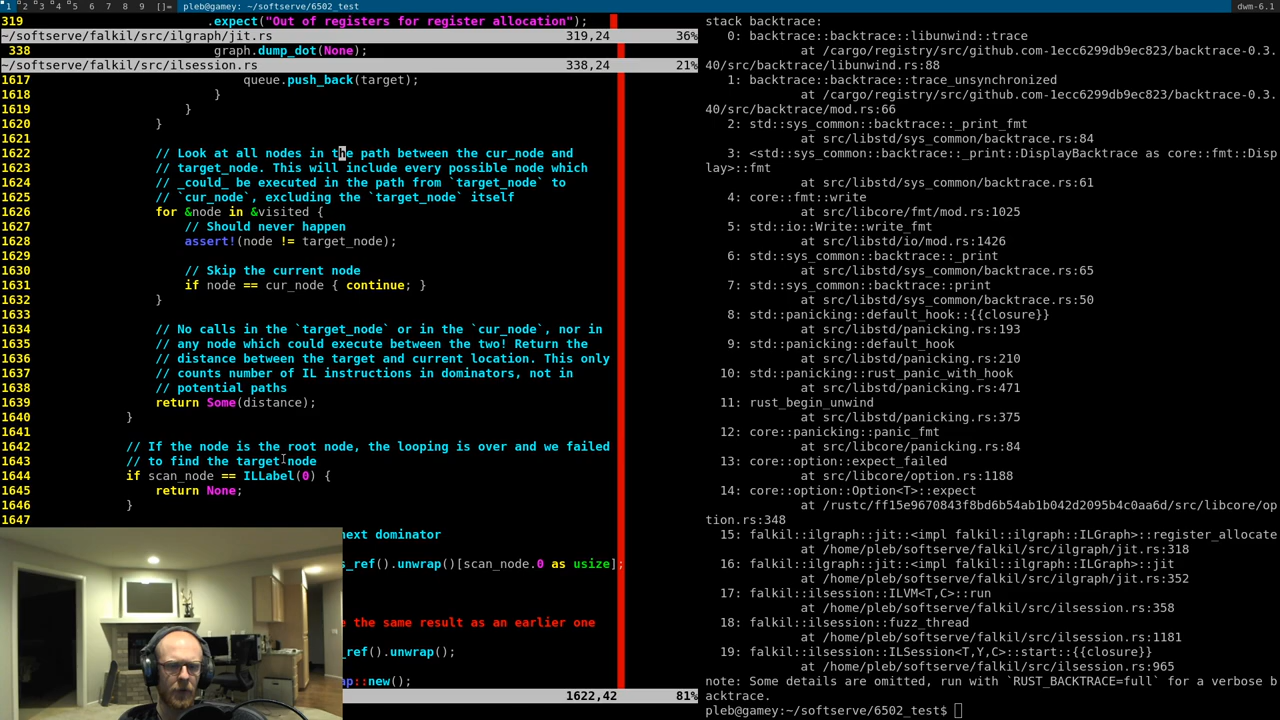 1 2 3 4 5 6 7 8 9 []= pleb@gamey: ~/softserve/6502_test dwm-6.1
319 .expect("Out of registers for register allocation");
~/softserve/falkil/src/ilgraph/jit.rs 319,24 36%
338 graph.dump_dot(None);
~/softserve/falkil/src/ilsession.rs 338,24 21%
1617 queue.push_back(target);
1618 }
1619 }
1620 }
1621
1622 // Look at all nodes in the path between the cur_node and
1623 // target_node. This will include every possible node which
1624 // _could_ be executed in the path from `target_node` to
1625 // `cur_node`, excluding the `target_node` itself
1626 for &node in &visited {
1627 // Should never happen
1628 assert!(node != target_node);
1629
1630 // Skip the current node
1631 if node == cur_node { continue; }
1632 }
1633
1634 // No calls in the `target_node` or in the `cur_node`, nor in
1635 // any node which could execute between the two! Return the
1636 // distance between the target and current location. This only
1637 // counts number of IL instructions in dominators, not in
1638 // potential paths
1639 return Some(distance);
1640 }
1641
1642 // If the node is the root node, the looping is over and we failed
1643 // to find the target node
1644 if scan_node == ILLabel(0) {
1645 return None;
1646 }
1647
next dominator
s_ref().unwrap()[scan_node.0 as usize];
e the same result as an earlier one
_ref().unwrap();
ap::new();
1622,42 81%
stack backtrace:
0: backtrace::backtrace::libunwind::trace
at /cargo/registry/src/github.com-1ecc6299db9ec823/backtrace-0.3.
40/src/backtrace/libunwind.rs:88
1: backtrace::backtrace::trace_unsynchronized
at /cargo/registry/src/github.com-1ecc6299db9ec823/backtrace-0.3.
40/src/backtrace/mod.rs:66
2: std::sys_common::backtrace::_print_fmt
at src/libstd/sys_common/backtrace.rs:84
3: <std::sys_common::backtrace::_print::DisplayBacktrace as core::fmt::Disp
lay>::fmt
at src/libstd/sys_common/backtrace.rs:61
4: core::fmt::write
at src/libcore/fmt/mod.rs:1025
5: std::io::Write::write_fmt
at src/libstd/io/mod.rs:1426
6: std::sys_common::backtrace::_print
at src/libstd/sys_common/backtrace.rs:65
7: std::sys_common::backtrace::print
at src/libstd/sys_common/backtrace.rs:50
8: std::panicking::default_hook::{{closure}}
at src/libstd/panicking.rs:193
9: std::panicking::default_hook
at src/libstd/panicking.rs:210
10: std::panicking::rust_panic_with_hook
at src/libstd/panicking.rs:471
11: rust_begin_unwind
at src/libstd/panicking.rs:375
12: core::panicking::panic_fmt
at src/libcore/panicking.rs:84
13: core::option::expect_failed
at src/libcore/option.rs:1188
14: core::option::Option<T>::expect
at /rustc/ff15e9670843f8bd6b54ab1b042d2095b4c0aa6d/src/libcore/op
tion.rs:348
15: falkil::ilgraph::jit::<impl falkil::ilgraph::ILGraph>::register_allocate
at /home/pleb/softserve/falkil/src/ilgraph/jit.rs:318
16: falkil::ilgraph::jit::<impl falkil::ilgraph::ILGraph>::jit
at /home/pleb/softserve/falkil/src/ilgraph/jit.rs:352
17: falkil::ilsession::ILVM<T,C>::run
at /home/pleb/softserve/falkil/src/ilsession.rs:358
18: falkil::ilsession::fuzz_thread
at /home/pleb/softserve/falkil/src/ilsession.rs:1181
19: falkil::ilsession::ILSession<T,Y,C>::start::{{closure}}
at /home/pleb/softserve/falkil/src/ilsession.rs:965
note: Some details are omitted, run with `RUST_BACKTRACE=full` for a verbose b
acktrace.
pleb@gamey:~/softserve/6502_test$